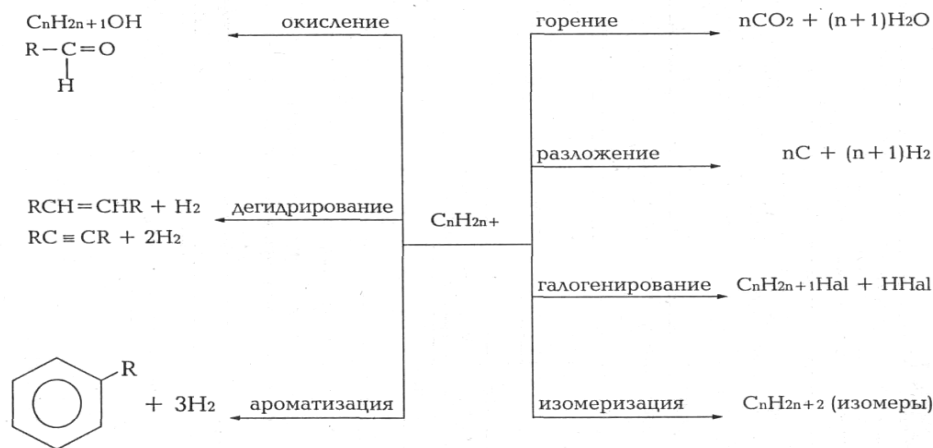 CnH2n+1OH
окисление
R–C=O
H
горение
nCO2 + (n+1)H2O
разложение
nC + (n+1)H2
RCH=CHR + H2
дегидрирование
RC≡CR + 2H2
CnH2n+
галогенирование
CnH2n+1Hal + HHal
R
+ 3H2
ароматизация
изомеризация
CnH2n+2 (изомеры)